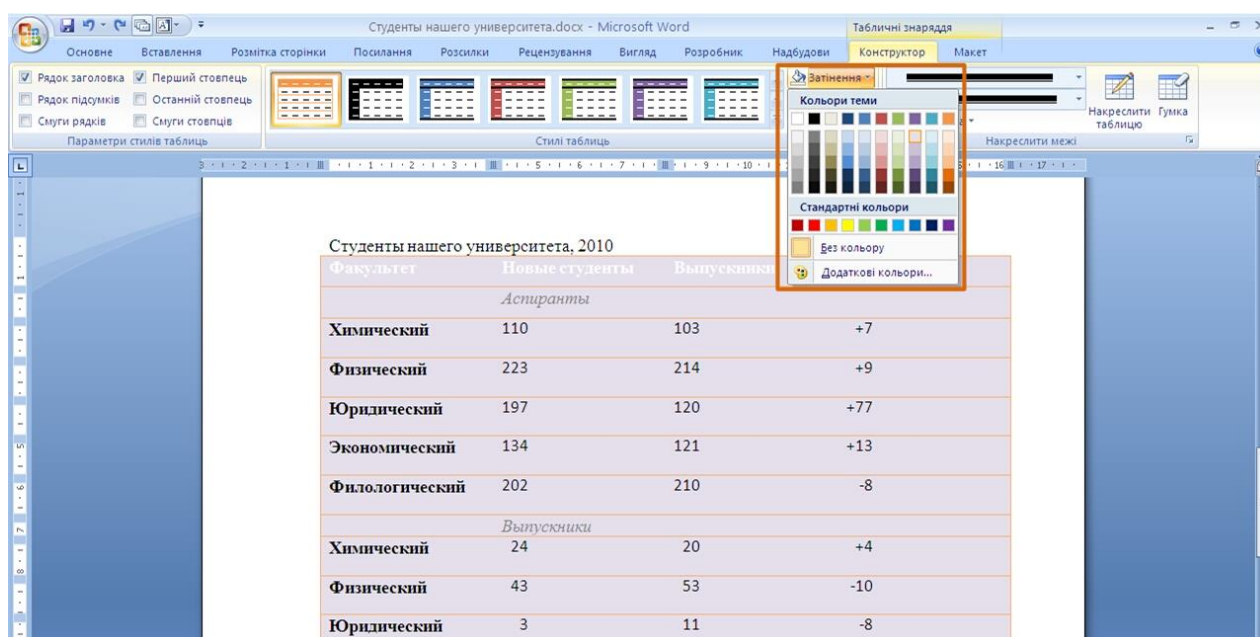 Студенты нашего университета.docx - Microsoft Word
Табличні знаряддя
Основне Вставлення Розмітка сторінки Посилання Розсилки Рецензування Вигляд Розробник Надбудови Конструктор Макет
Рядок заголовка Перший стовпець
Рядок підсумків Останній стовпець
Смуги рядків Смуги стовпців
Параметри стилів таблиць
Стилі таблиць
Затінення
Кольори теми
Стандартні кольори
Без кольору
Додаткові кольори...
Накреслити таблицю
Гумка
Накреслити межі
Студенты нашего университета, 2010
Факультет Новые студенты Выпускники
Аспиранты
Химический 110 103 +7
Физический 223 214 +9
Юридический 197 120 +77
Экономический 134 121 +13
Филологический 202 210 -8
Выпускники
Химический 24 20 +4
Физический 43 53 -10
Юридический 3 11 -8